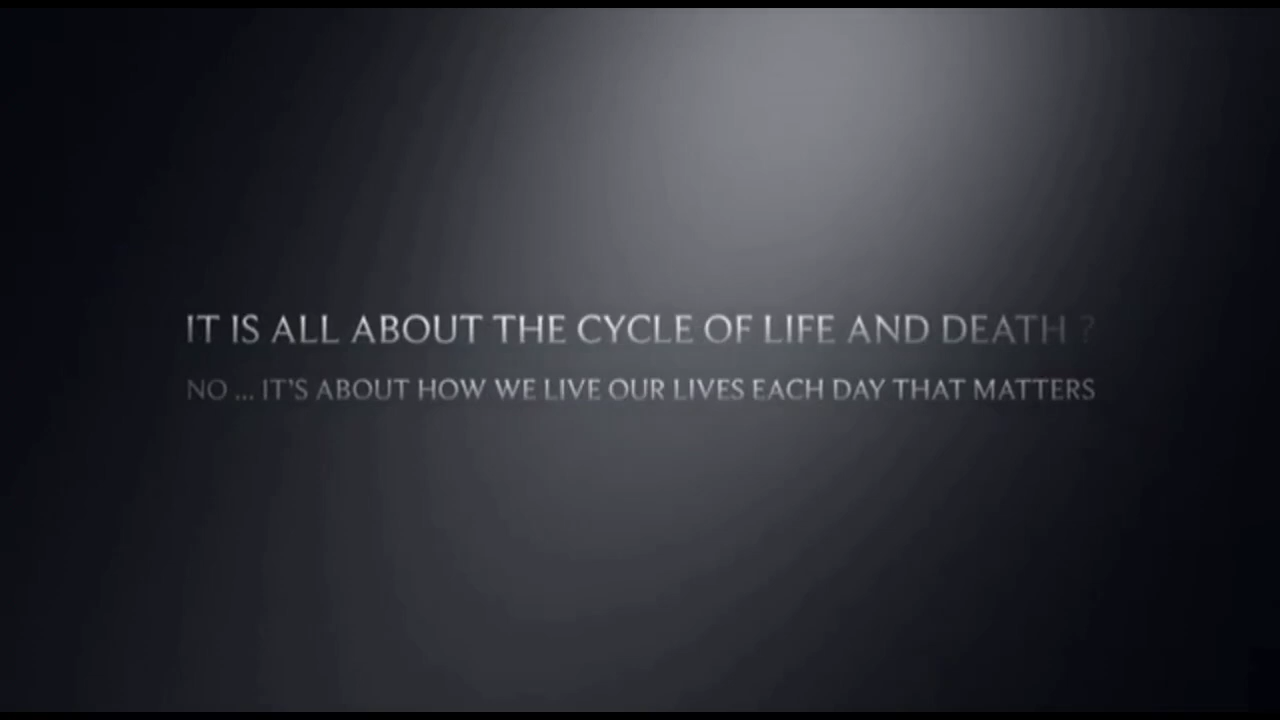 IT IS ALL ABOUT THE CYCLE OF LIFE AND DEATH ?
NO ... IT'S ABOUT HOW WE LIVE OUR LIVES EACH DAY THAT MATTERS